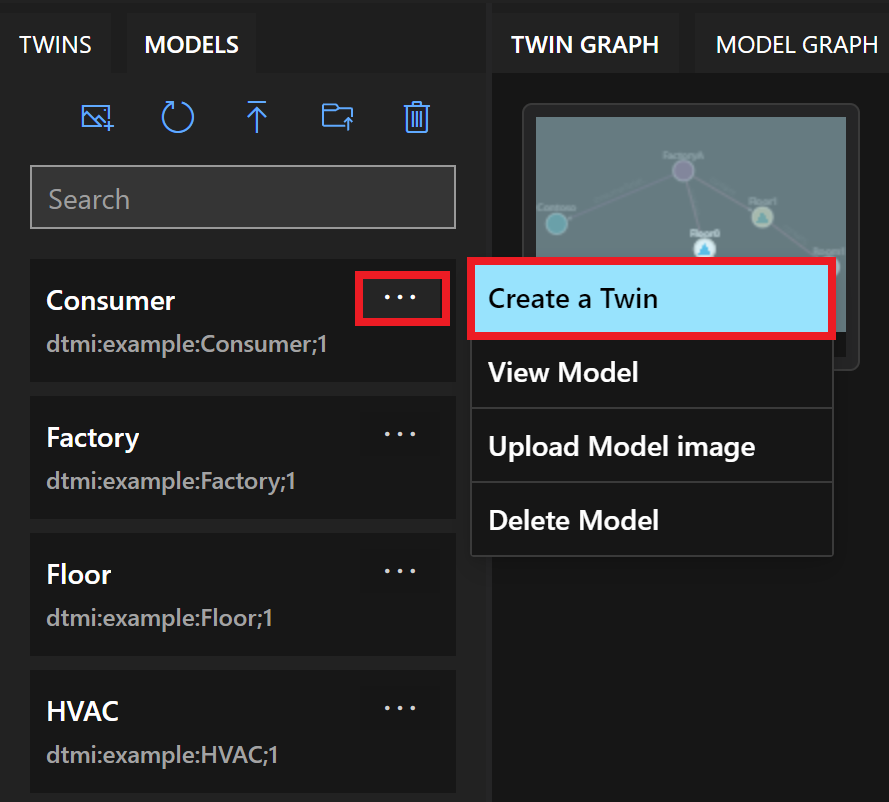 TWINS
MODELS
TWIN GRAPH
MODEL GRAPH
Search
FactoryA
Contoso
Floor1
Floor0
Consumer
...
dtmi:example:Consumer;1
Create a Twin
View Model
Upload Model image
Delete Model
Factory
...
dtmi:example:Factory;1
Floor
...
dtmi:example:Floor;1
HVAC
...
dtmi:example:HVAC;1